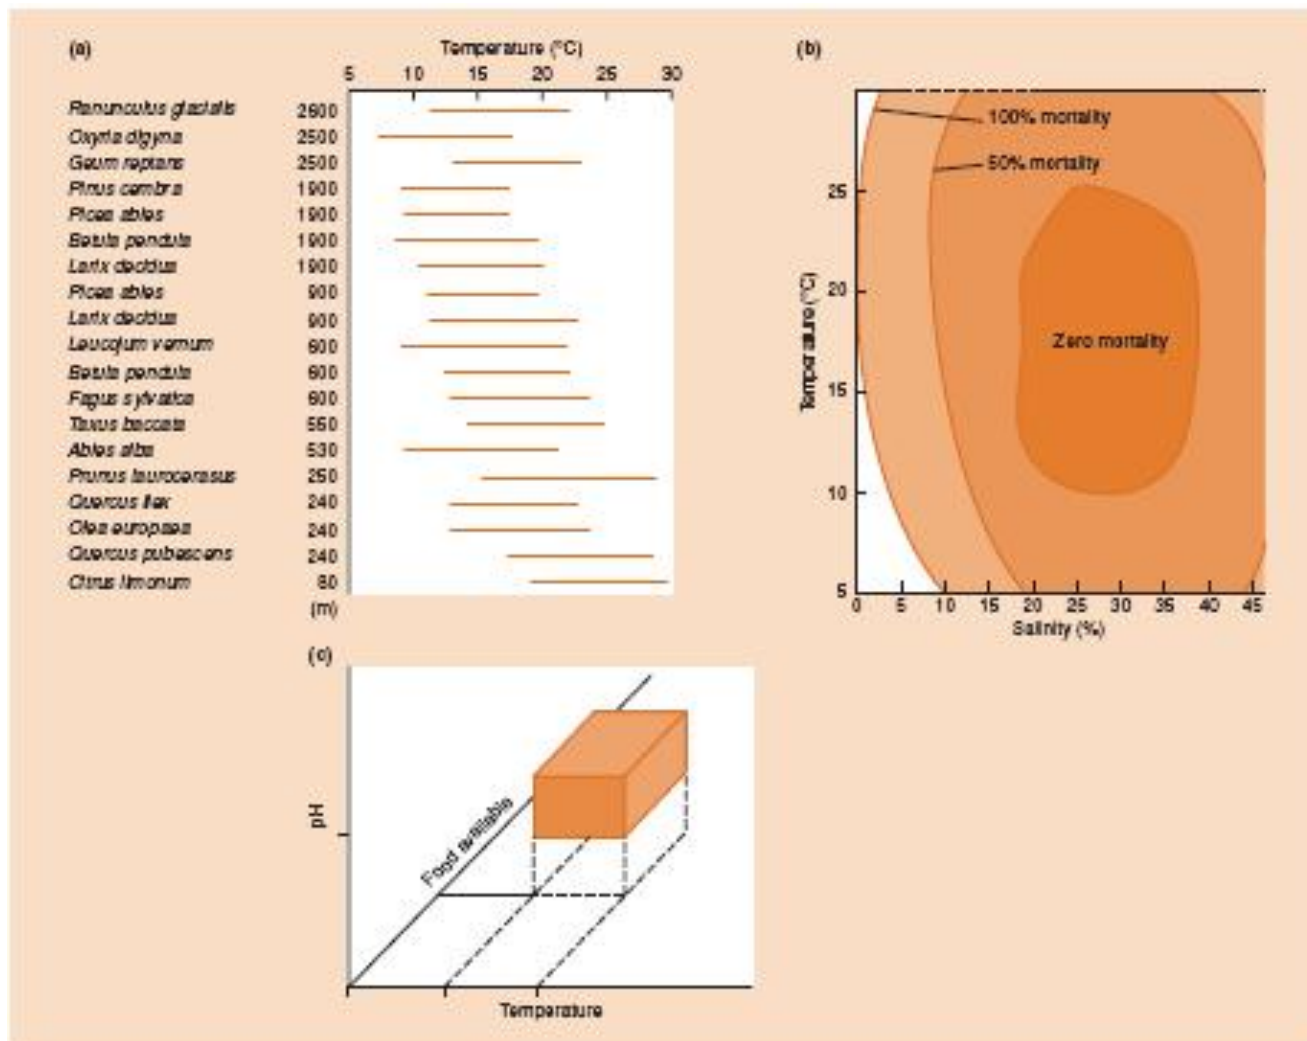 (a)
Temperature (°C)
5 10 15 20 25 30
Ranunculus glacialis 2600
Oxyria digyna 2500
Geum reptans 2500
Pinus cembra 1900
Picea abies 1900
Betula pendula 1900
Larix decidua 1900
Picea abies 900
Larix decidua 900
Leucojum vernum 600
Betula pendula 600
Fagus sylvatica 600
Taxus baccata 550
Abies alba 530
Prunus laurocerasus 250
Quercus ilex 240
Olea europaea 240
Quercus pubescens 240
Citrus limonum 80
(m)
(b)
100% mortality
50% mortality
Zero mortality
Temperature (°C)
25
20
15
10
5
0 5 10 15 20 25 30 35 40 45
Salinity (%)
(c)
pH
Food available
Temperature